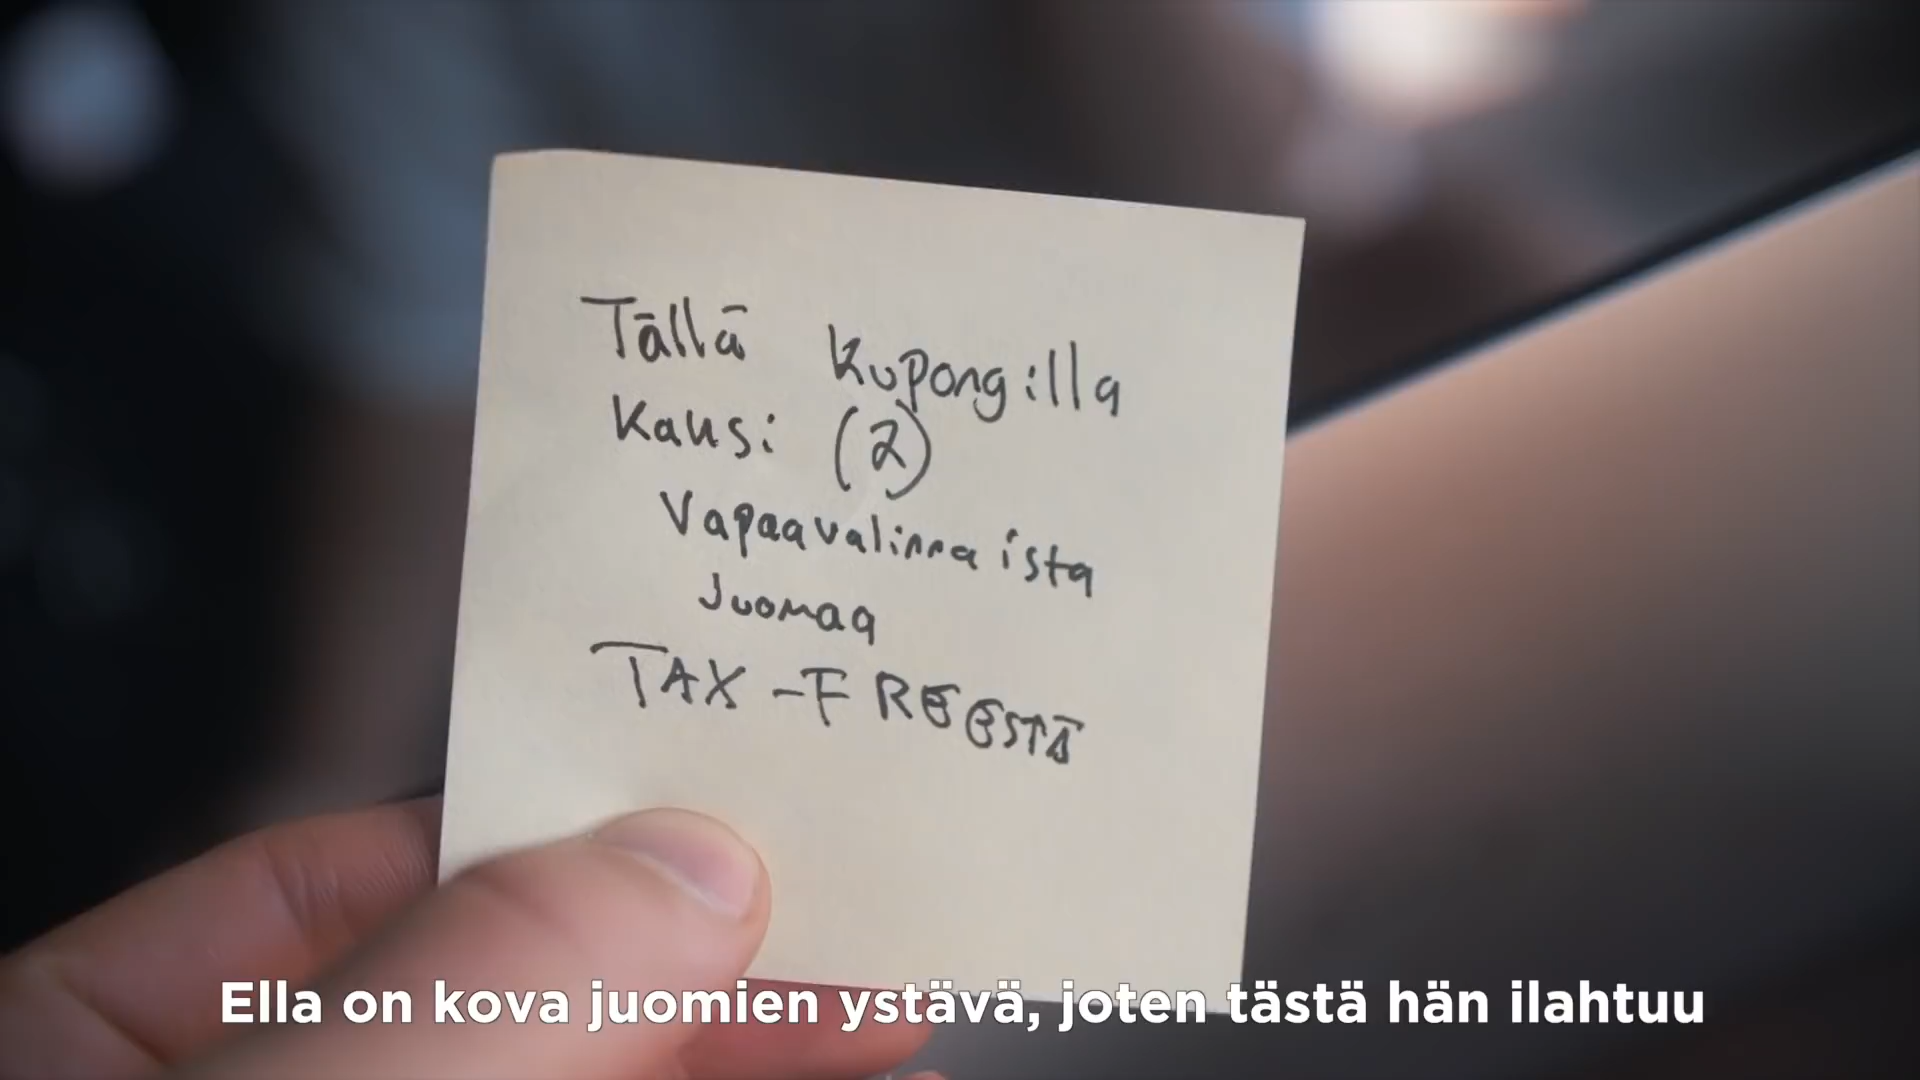 Tällä kupongilla
kaksi (2)
vapaavalinnaista
juomaa
TAX-FREESTÄ
Ella on kova juomien ystävä, joten tästä hän ilahtuu